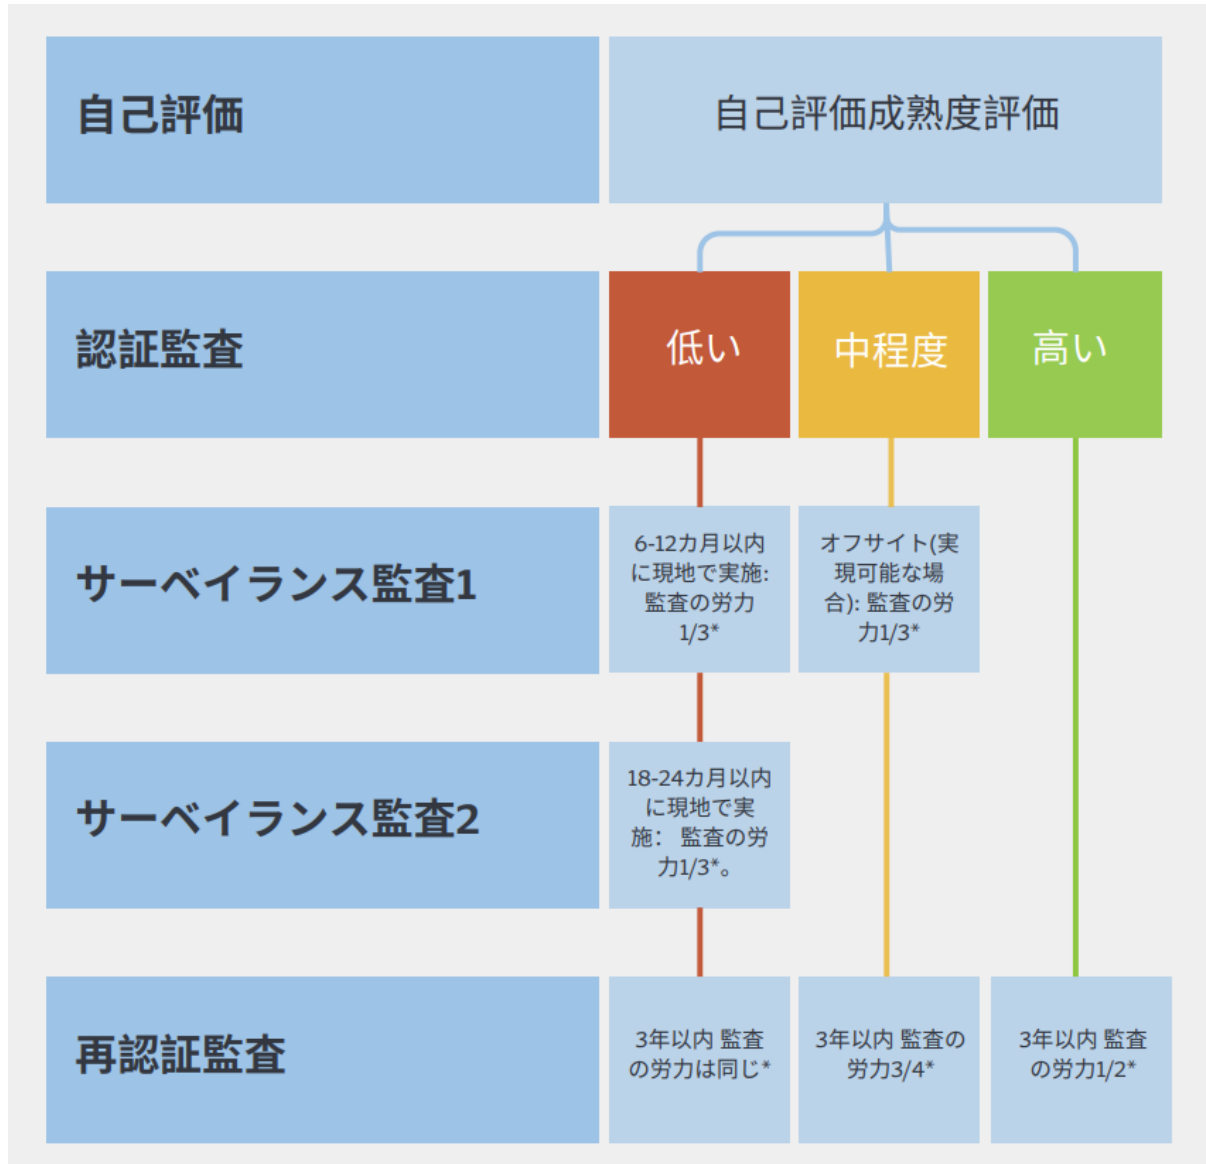 自己評価
自己評価成熟度評価
認証監査
低い
中程度
高い
サーベイランス監査1
6-12カ月以内
に現地で実施:
監査の労力
1/3*
オフサイト(実
現可能な場
合): 監査の労
力1/3*
サーベイランス監査2
18-24カ月以内
に現地で実
施： 監査の労
力1/3*。
再認証監査
3年以内 監査
の労力は同じ*
3年以内 監査の
労力3/4*
3年以内 監査
の労力1/2*